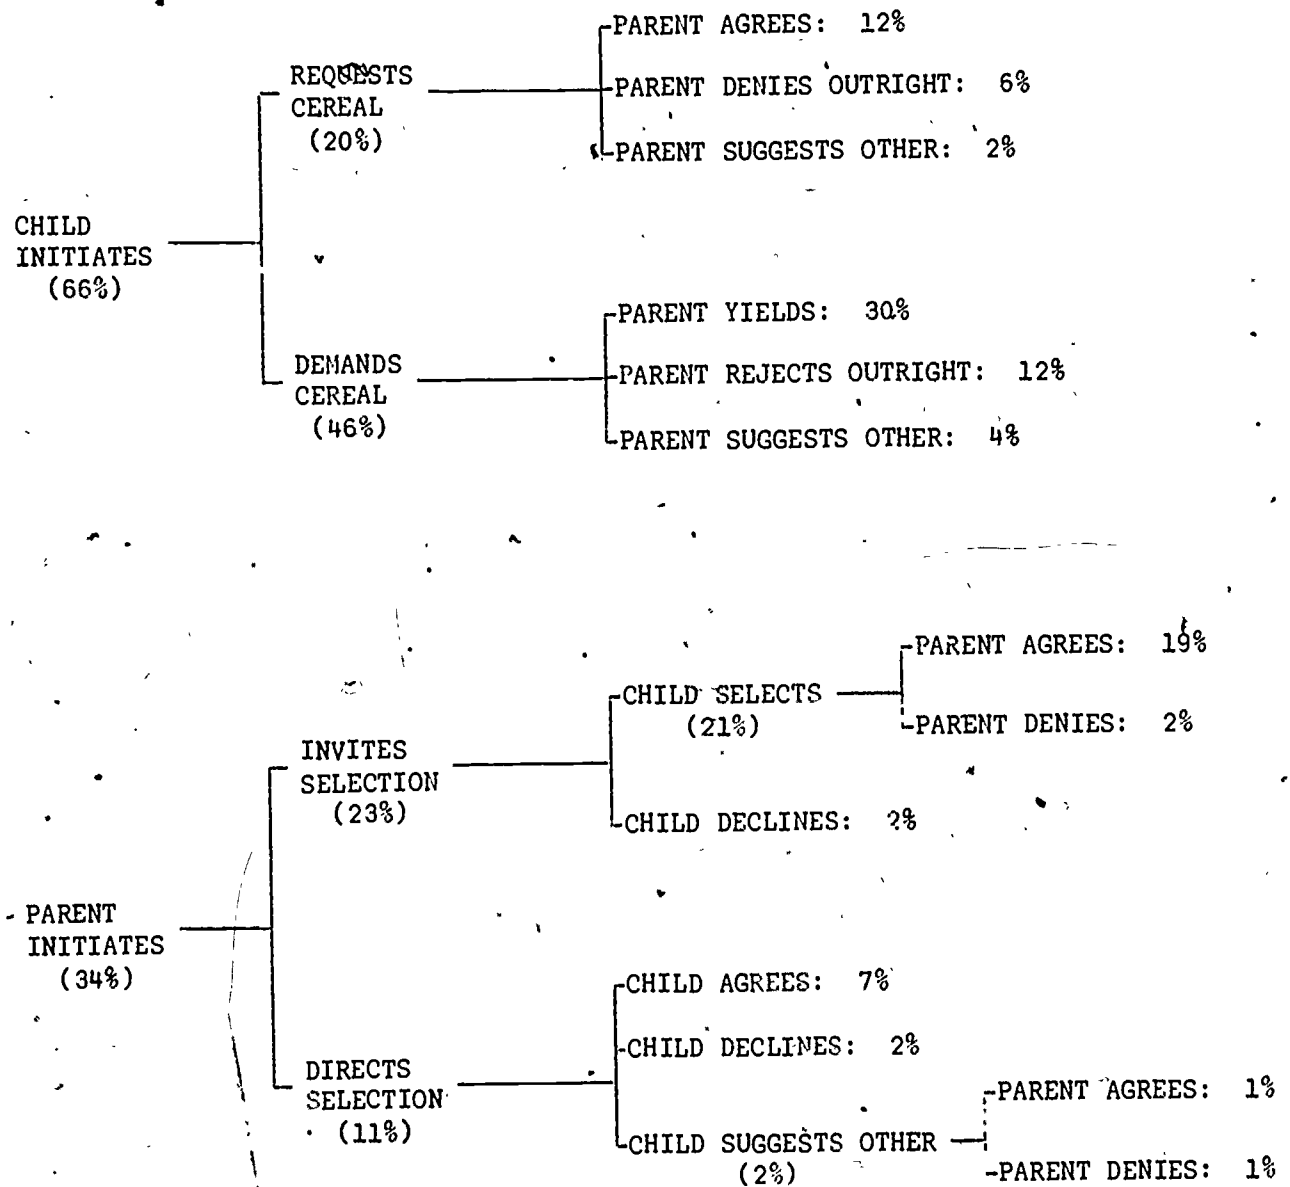 PARENT AGREES: 12%
REQUESTS
CEREAL
(20%)
PARENT DENIES OUTRIGHT: 6%
PARENT SUGGESTS OTHER: 2%
CHILD
INITIATES
(66%)
PARENT YIELDS: 30%
DEMANDS
CEREAL
(46%)
PARENT REJECTS OUTRIGHT: 12%
PARENT SUGGESTS OTHER: 4%
PARENT AGREES: 19%
CHILD SELECTS
(21%)
PARENT DENIES: 2%
INVITES
SELECTION
(23%)
CHILD DECLINES: 2%
PARENT
INITIATES
(34%)
CHILD AGREES: 7%
CHILD DECLINES: 2%
DIRECTS
SELECTION
(11%)
PARENT AGREES: 1%
CHILD SUGGESTS OTHER
(2%)
PARENT DENIES: 1%